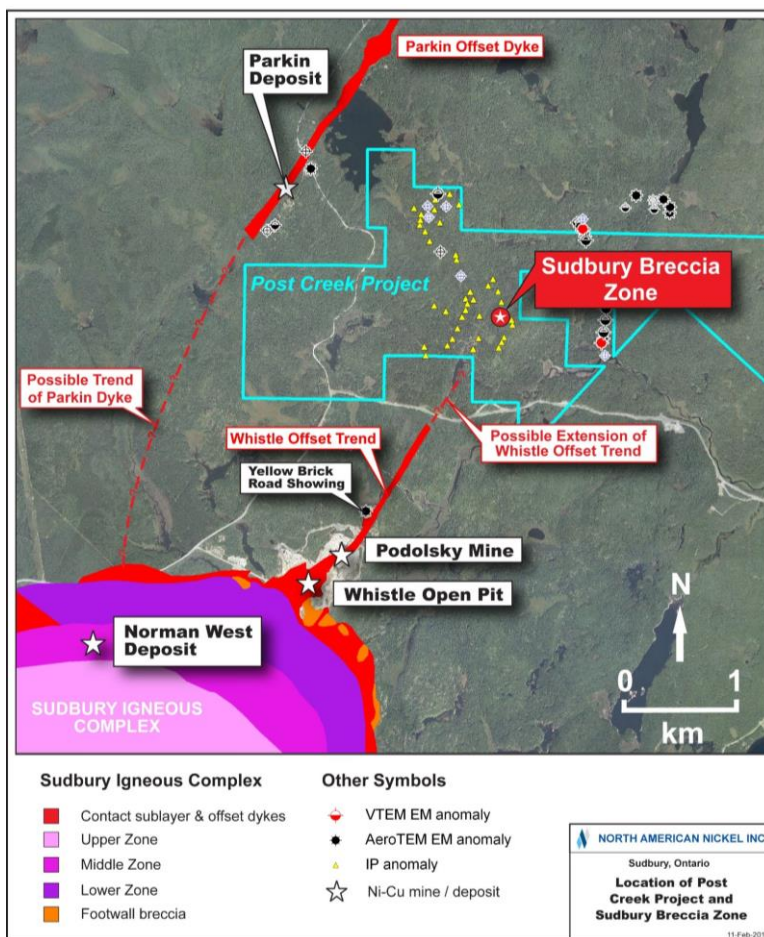 Parkin Offset Dyke
Parkin
Deposit
Post Creek Project
Sudbury Breccia
Zone
Possible Trend
of Parkin Dyke
Whistle Offset Trend
Possible Extension of
Whistle Offset Trend
Yellow Brick
Road Showing
Podolsky Mine
Whistle Open Pit
Norman West
Deposit
SUDBURY IGNEOUS
COMPLEX
N
0 1
km
Sudbury Igneous Complex
Contact sublayer & offset dykes
Upper Zone
Middle Zone
Lower Zone
Footwall breccia
Other Symbols
VTEM EM anomaly
AeroTEM EM anomaly
IP anomaly
Ni-Cu mine / deposit
NORTH AMERICAN NICKEL INC
Sudbury, Ontario
Location of Post
Creek Project and
Sudbury Breccia Zone
11-Feb-201